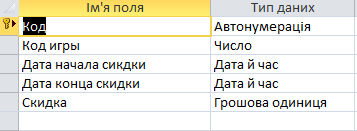 Ім'я поля Тип даних
Код Автонумерація
Код игры Число
Дата начала сикдки Дата й час
Дата конца скидки Дата й час
Скидка Грошова одиниця